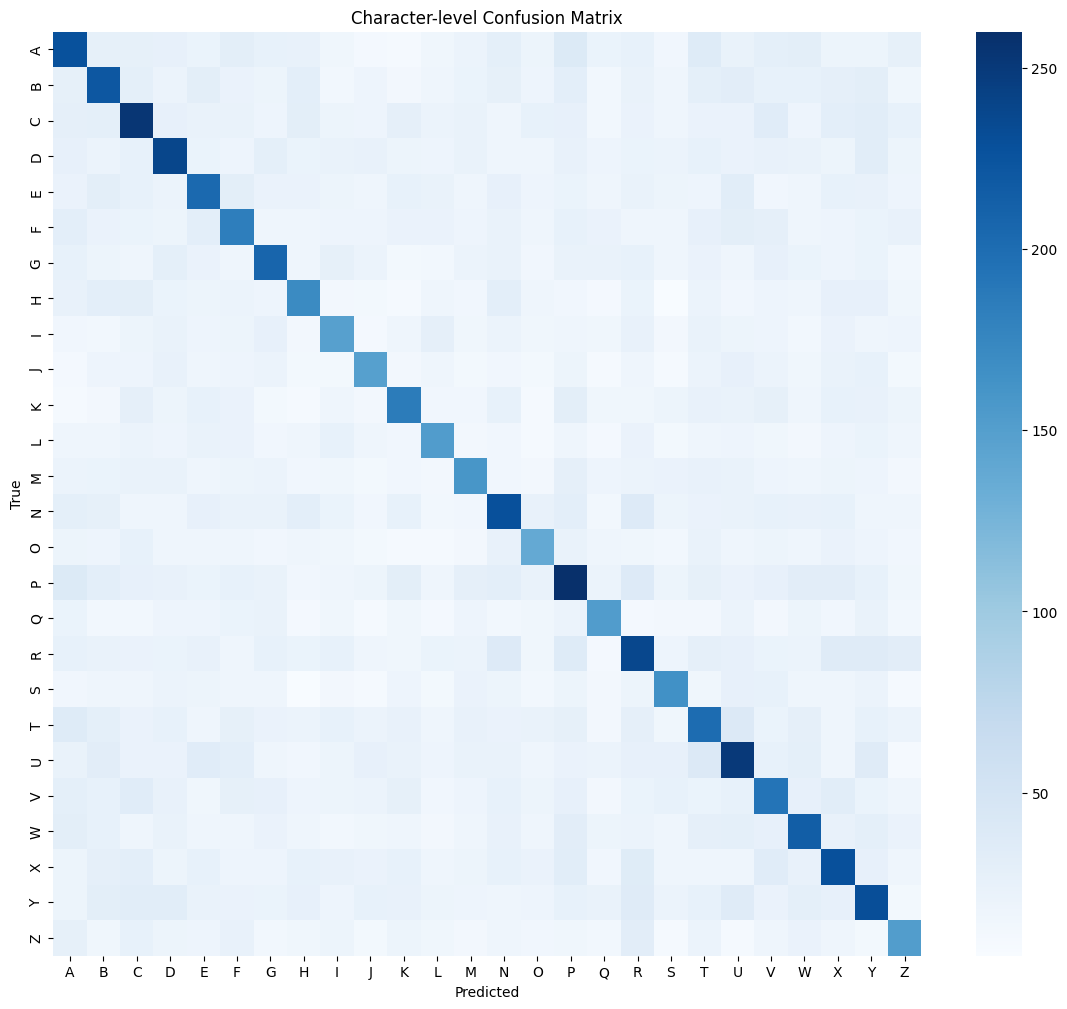 Character-level Confusion Matrix
True
A
B
C
D
E
F
G
H
I
J
K
L
M
N
O
P
Q
R
S
T
U
V
W
X
Y
Z
A B C D E F G H I J K L M N O P Q R S T U V W X Y Z
Predicted
250
200
150
100
50